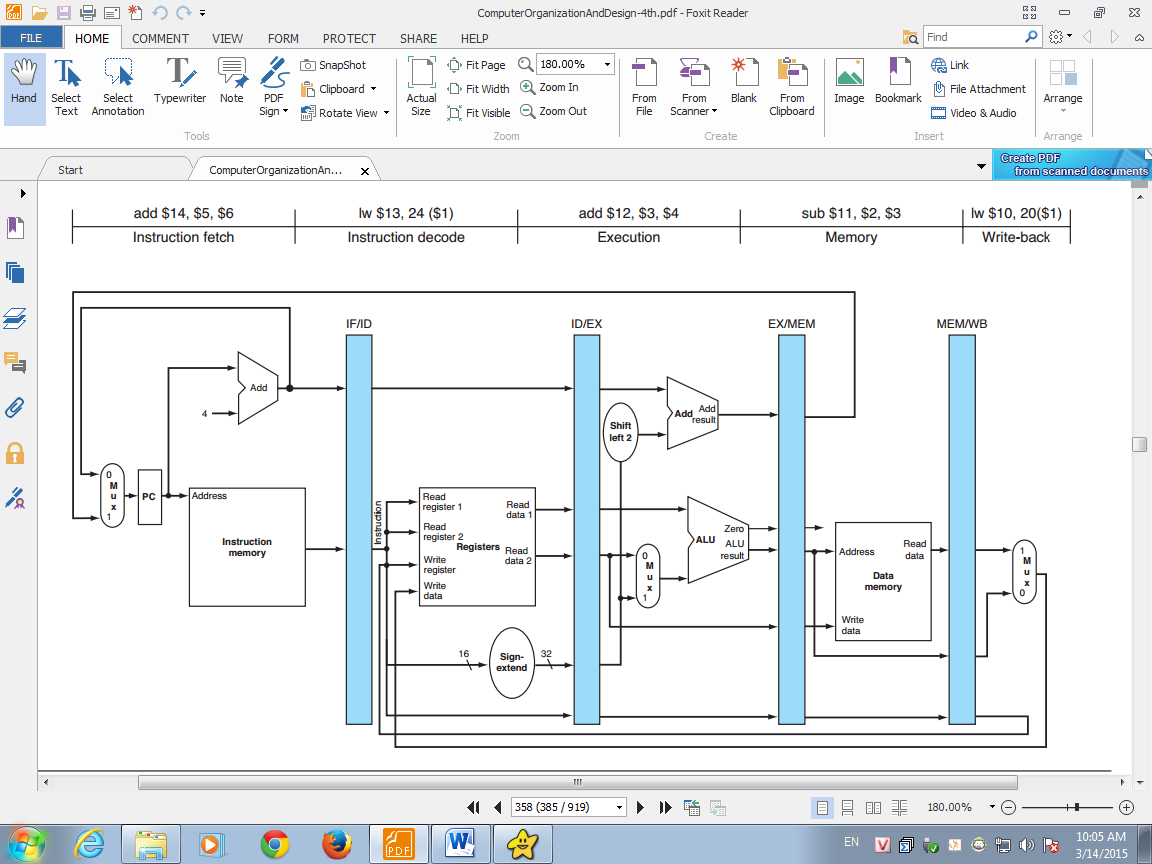 ComputerOrganizationAndDesign-4th.pdf - Foxit Reader
FILE HOME COMMENT VIEW FORM PROTECT SHARE HELP Find
Hand
Select Text
Select Annotation
Typewriter
Note
PDF Sign
SnapShot
Clipboard
Rotate View
Tools
Actual Size
Fit Page
Fit Width
Fit Visible
180.00%
Zoom In
Zoom Out
Zoom
From File
From Scanner
Blank
From Clipboard
Create
Image
Bookmark
Link
File Attachment
Video & Audio
Insert
Arrange
Arrange
Start
ComputerOrganizationAn...
Create PDF
from scanned documents
add $14, $5, $6
Instruction fetch
lw $13, 24 ($1)
Instruction decode
add $12, $3, $4
Execution
sub $11, $2, $3
Memory
lw $10, 20($1)
Write-back
IF/ID
ID/EX
EX/MEM
MEM/WB
Add
4
0
M
u
x
1
PC
Address
Instruction
memory
Instruction
Read
register 1
Read
register 2
Registers
Write
register
Write
data
Read
data 1
Read
data 2
16
Sign-
extend
32
Shift
left 2
Add
Add
result
0
M
u
x
1
ALU
Zero
ALU
result
Address
Read
data
Data
memory
Write
data
1
M
u
x
0
358 (385 / 919)
180.00%
PDF
W
EN
10:05 AM
3/14/2015